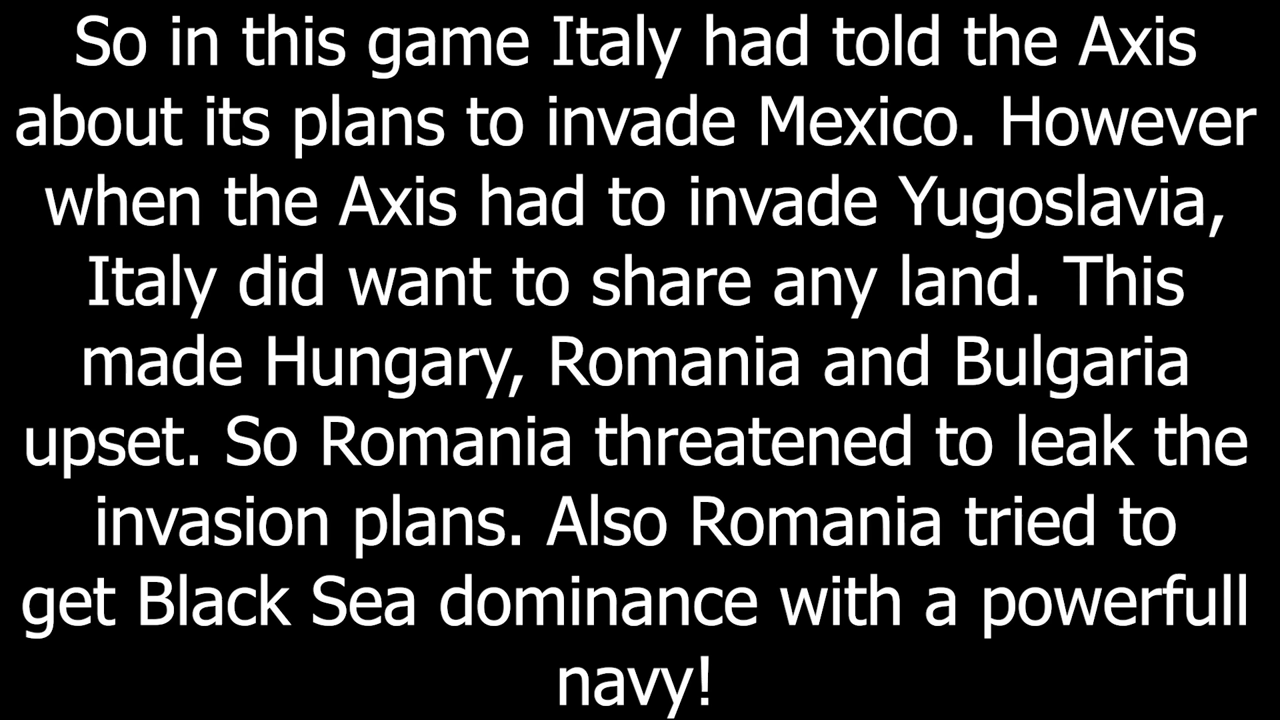 So in this game Italy had told the Axis
about its plans to invade Mexico. However
when the Axis had to invade Yugoslavia,
Italy did want to share any land. This
made Hungary, Romania and Bulgaria
upset. So Romania threatened to leak the
invasion plans. Also Romania tried to
get Black Sea dominance with a powerfull
navy!